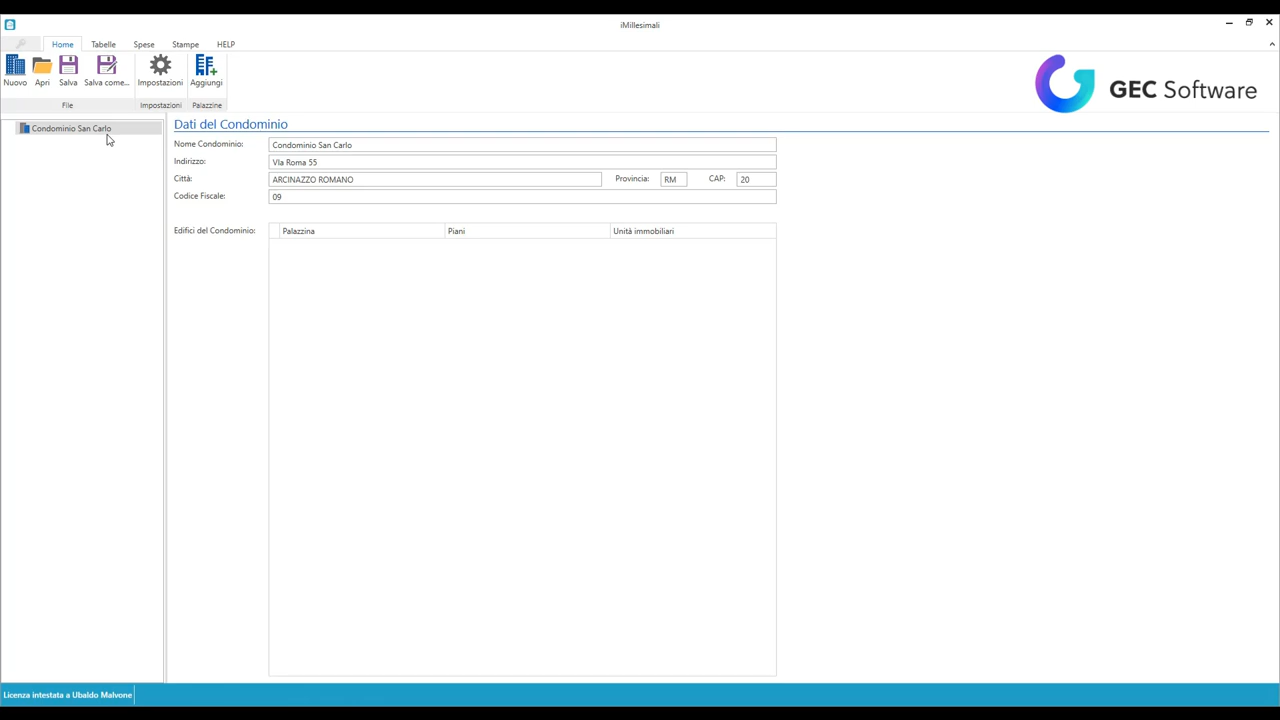 iMillesimali
Home Tabelle Spese Stampe HELP
Nuovo Apri Salva Salva come... Impostazioni Aggiungi
File Impostazioni Palazzine
GEC Software
Condominio San Carlo
Dati del Condominio
Nome Condominio: Condominio San Carlo
Indirizzo: VIa Roma 55
Città: ARCINAZZO ROMANO Provincia: RM CAP: 20
Codice Fiscale: 09
Edifici del Condominio: Palazzina Piani Unità immobiliari
Licenza intestata a Ubaldo Malvone